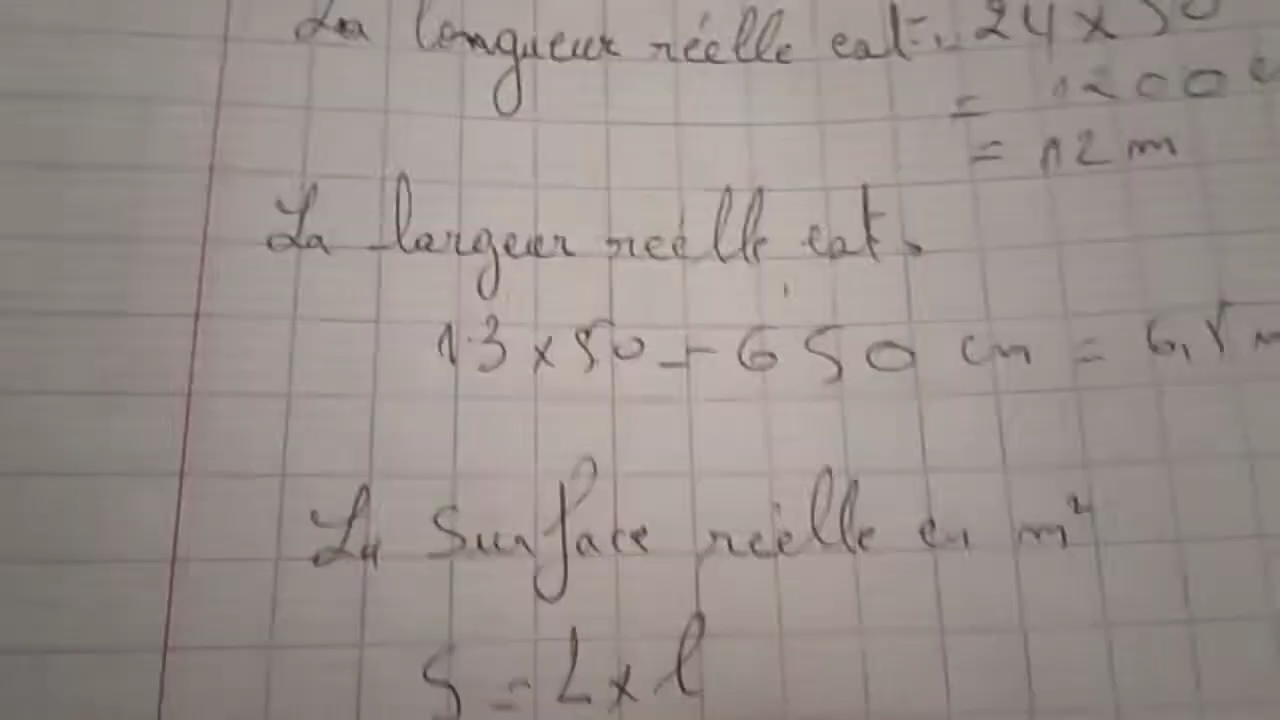 La longueur réelle est: 24 x 50
= 1200 c
= 12 m
La largeur réelle est
13 x 50 = 650 cm = 6,5 m
La surface réelle en m²
S = L x l